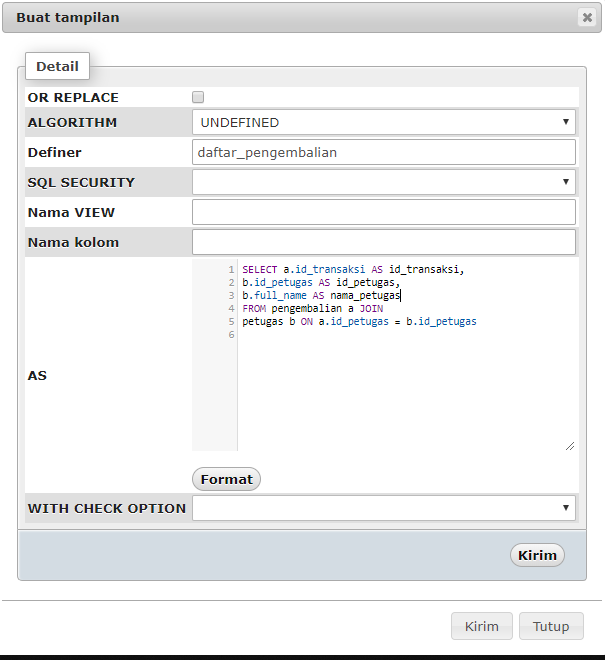 Buat tampilan
Detail
OR REPLACE
ALGORITHM UNDEFINED
Definer daftar_pengembalian
SQL SECURITY
Nama VIEW
Nama kolom
AS
1 SELECT a.id_transaksi AS id_transaksi,
2 b.id_petugas AS id_petugas,
3 b.full_name AS nama_petugas
4 FROM pengembalian a JOIN
5 petugas b ON a.id_petugas = b.id_petugas
6
Format
WITH CHECK OPTION
Kirim
Kirim Tutup